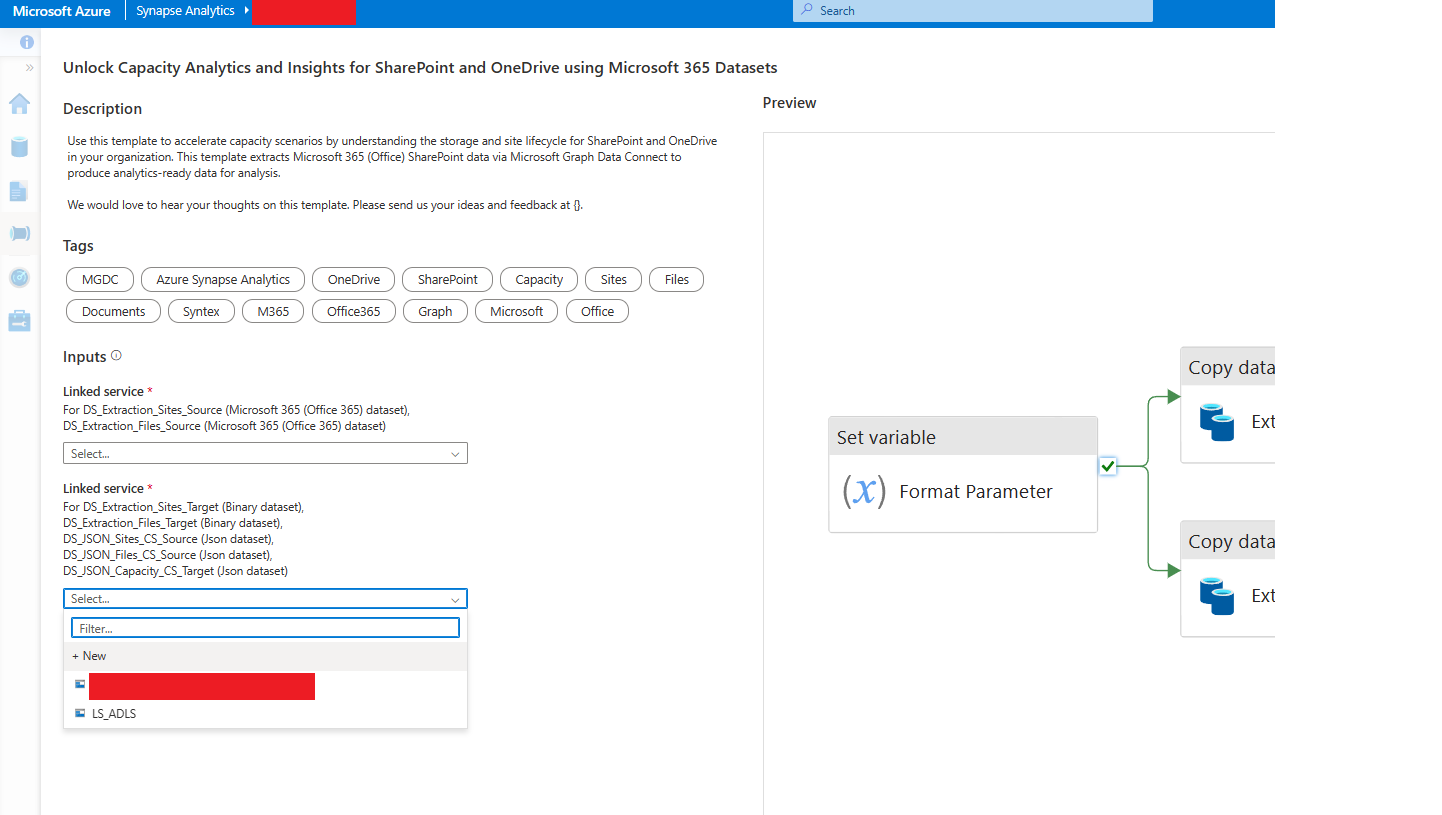 Microsoft Azure
Synapse Analytics
Search
Unlock Capacity Analytics and Insights for SharePoint and OneDrive using Microsoft 365 Datasets
Description
Use this template to accelerate capacity scenarios by understanding the storage and site lifecycle for SharePoint and OneDrive
in your organization. This template extracts Microsoft 365 (Office) SharePoint data via Microsoft Graph Data Connect to
produce analytics-ready data for analysis.
We would love to hear your thoughts on this template. Please send us your ideas and feedback at {}.
Tags
MGDC Azure Synapse Analytics OneDrive SharePoint Capacity Sites Files
Documents Syntex M365 Office365 Graph Microsoft Office
Inputs
Linked service *
For DS_Extraction_Sites_Source (Microsoft 365 (Office 365) dataset),
DS_Extraction_Files_Source (Microsoft 365 (Office 365) dataset)
Select...
Linked service *
For DS_Extraction_Sites_Target (Binary dataset),
DS_Extraction_Files_Target (Binary dataset),
DS_JSON_Sites_CS_Source (Json dataset),
DS_JSON_Files_CS_Source (Json dataset),
DS_JSON_Capacity_CS_Target (Json dataset)
Select...
Filter...
+ New
LS_ADLS
Preview
Set variable
(x) Format Parameter
Copy data
Ext
Copy data
Ext